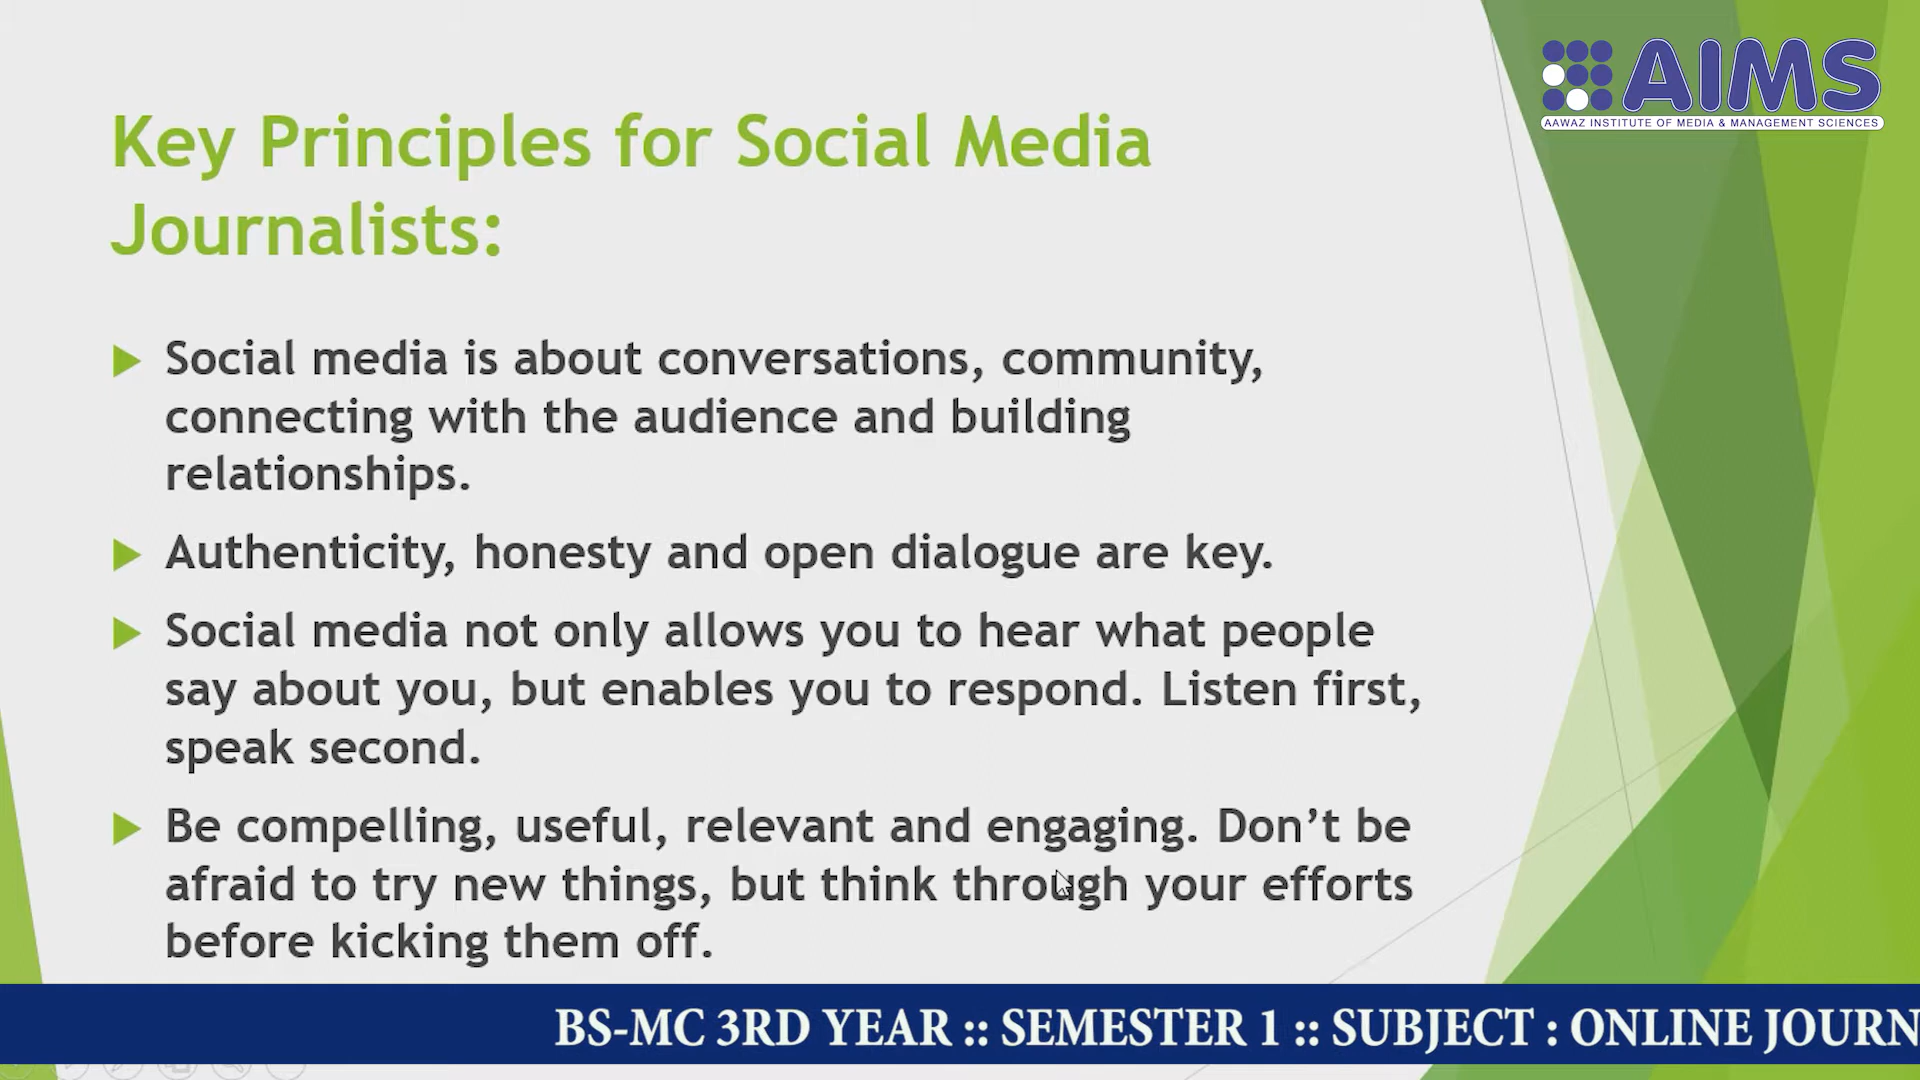 AIMS
AAWAZ INSTITUTE OF MEDIA & MANAGEMENT SCIENCES
Key Principles for Social Media
Journalists:
Social media is about conversations, community,
connecting with the audience and building
relationships.
Authenticity, honesty and open dialogue are key.
Social media not only allows you to hear what people
say about you, but enables you to respond. Listen first,
speak second.
Be compelling, useful, relevant and engaging. Don’t be
afraid to try new things, but think through your efforts
before kicking them off.
BS-MC 3RD YEAR :: SEMESTER 1 :: SUBJECT : ONLINE JOURN